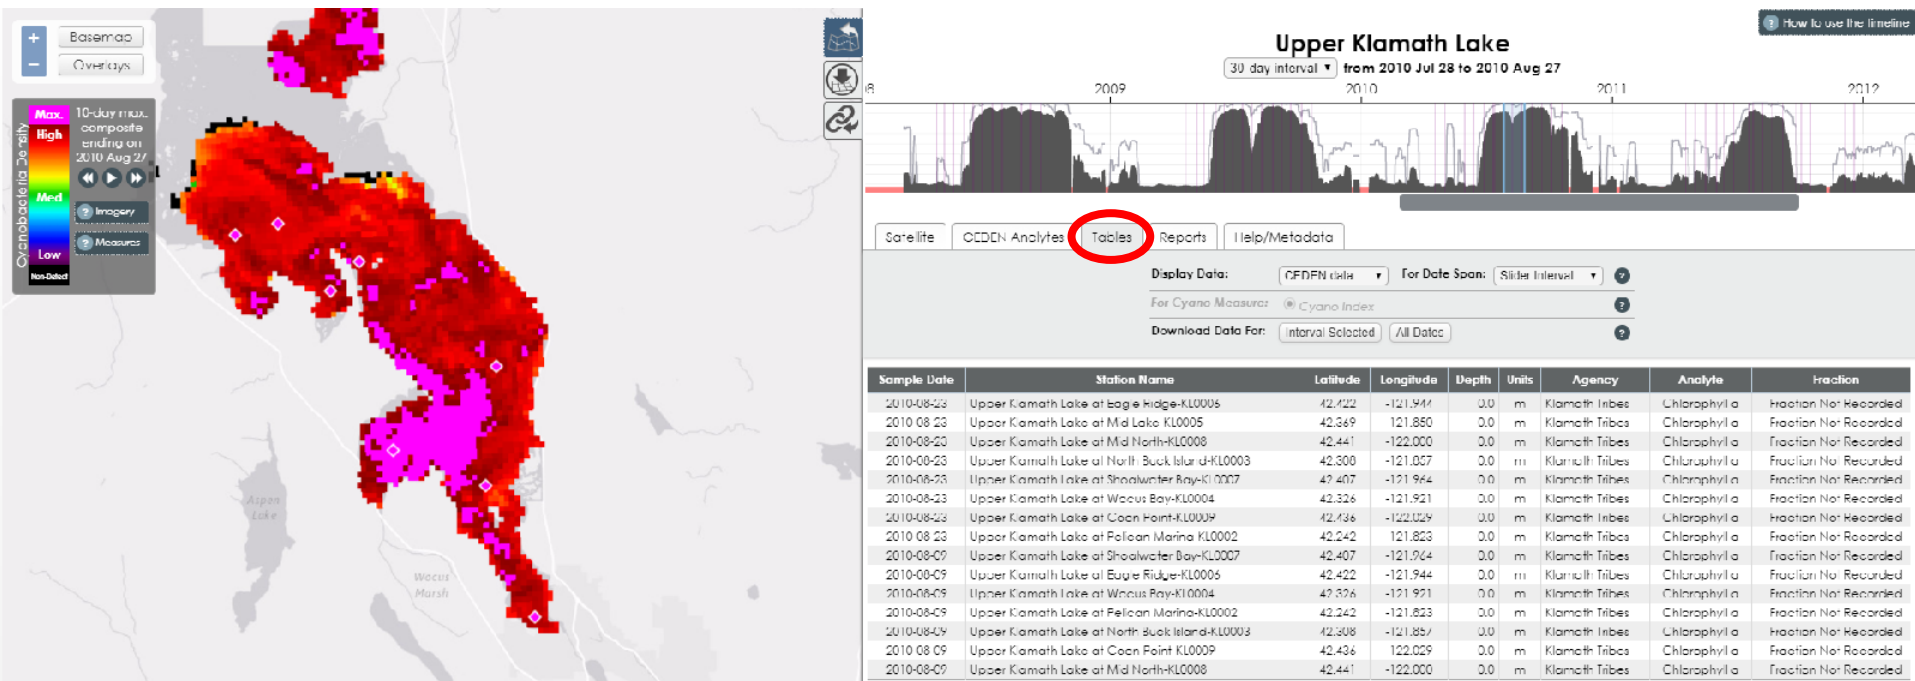 +
−
Basemap
Overlays
Cyanobacteria Density
Max.
High
Med
Low
Non-Detect
10-day max.
composite
ending on
2010 Aug 27
? Imagery
? Measures
Aspen
Lake
Wocus
Marsh
? How to use the timeline
Upper Klamath Lake
30 day interval ▼ from 2010 Jul 28 to 2010 Aug 27
8 2009 2010 2011 2012
Satellite CEDEN Analytes Tables Reports Help/Metadata
Display Data: CEDEN data ▼ For Date Span: Slider Interval ▼ ?
For Cyano Measure: Cyano Index ?
Download Data For: Interval Selected All Dates ?
Sample Date Station Name Latitude Longitude Depth Units Agency Analyte Fraction
2010-08-23 Upper Klamath Lake at Eagle Ridge-KL0006 42.422 -121.944 0.0 m Klamath Tribes Chlorophyll a Fraction Not Recorded
2010-08-23 Upper Klamath Lake at Mid Lake-KL0005 42.369 -121.850 0.0 m Klamath Tribes Chlorophyll a Fraction Not Recorded
2010-08-23 Upper Klamath Lake at Mid North-KL0008 42.441 -122.000 0.0 m Klamath Tribes Chlorophyll a Fraction Not Recorded
2010-08-23 Upper Klamath Lake at North Buck Island-KL0003 42.308 -121.857 0.0 m Klamath Tribes Chlorophyll a Fraction Not Recorded
2010-08-23 Upper Klamath Lake at Shoalwater Bay-KL0007 42.407 -121.964 0.0 m Klamath Tribes Chlorophyll a Fraction Not Recorded
2010-08-23 Upper Klamath Lake at Wocus Bay-KL0004 42.326 -121.921 0.0 m Klamath Tribes Chlorophyll a Fraction Not Recorded
2010-08-23 Upper Klamath Lake at Coon Point-KL0009 42.436 -122.029 0.0 m Klamath Tribes Chlorophyll a Fraction Not Recorded
2010-08-23 Upper Klamath Lake at Pelican Marina-KL0002 42.242 -121.823 0.0 m Klamath Tribes Chlorophyll a Fraction Not Recorded
2010-08-09 Upper Klamath Lake at Shoalwater Bay-KL0007 42.407 -121.964 0.0 m Klamath Tribes Chlorophyll a Fraction Not Recorded
2010-08-09 Upper Klamath Lake at Eagle Ridge-KL0006 42.422 -121.944 0.0 m Klamath Tribes Chlorophyll a Fraction Not Recorded
2010-08-09 Upper Klamath Lake at Wocus Bay-KL0004 42.326 -121.921 0.0 m Klamath Tribes Chlorophyll a Fraction Not Recorded
2010-08-09 Upper Klamath Lake at Pelican Marina-KL0002 42.242 -121.823 0.0 m Klamath Tribes Chlorophyll a Fraction Not Recorded
2010-08-09 Upper Klamath Lake at North Buck Island-KL0003 42.308 -121.857 0.0 m Klamath Tribes Chlorophyll a Fraction Not Recorded
2010-08-09 Upper Klamath Lake at Coon Point-KL0009 42.436 -122.029 0.0 m Klamath Tribes Chlorophyll a Fraction Not Recorded
2010-08-09 Upper Klamath Lake at Mid North-KL0008 42.441 -122.000 0.0 m Klamath Tribes Chlorophyll a Fraction Not Recorded